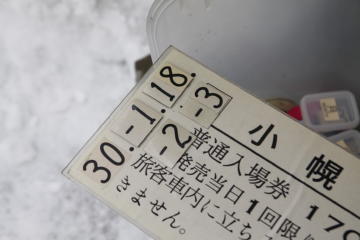 30.-1.18.
-2-3
小幌
普通入場券 170
発売当日1回限
旅客車内に立ち
きません。